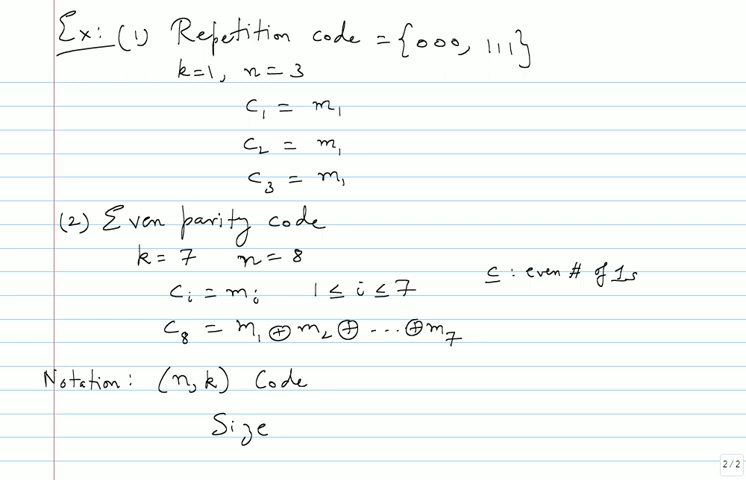 Ex: (1) Repetition code = {000, 111}
k=1, n = 3
c₁ = m₁
c₂ = m₁
c₃ = m₁
(2) Even parity code
k = 7 n = 8
cᵢ = mᵢ 1 ≤ i ≤ 7 c : even # of 1s
c₈ = m₁ ⊕ m₂ ⊕ ... ⊕ m₇
Notation: (n, k) Code
Size
2/2